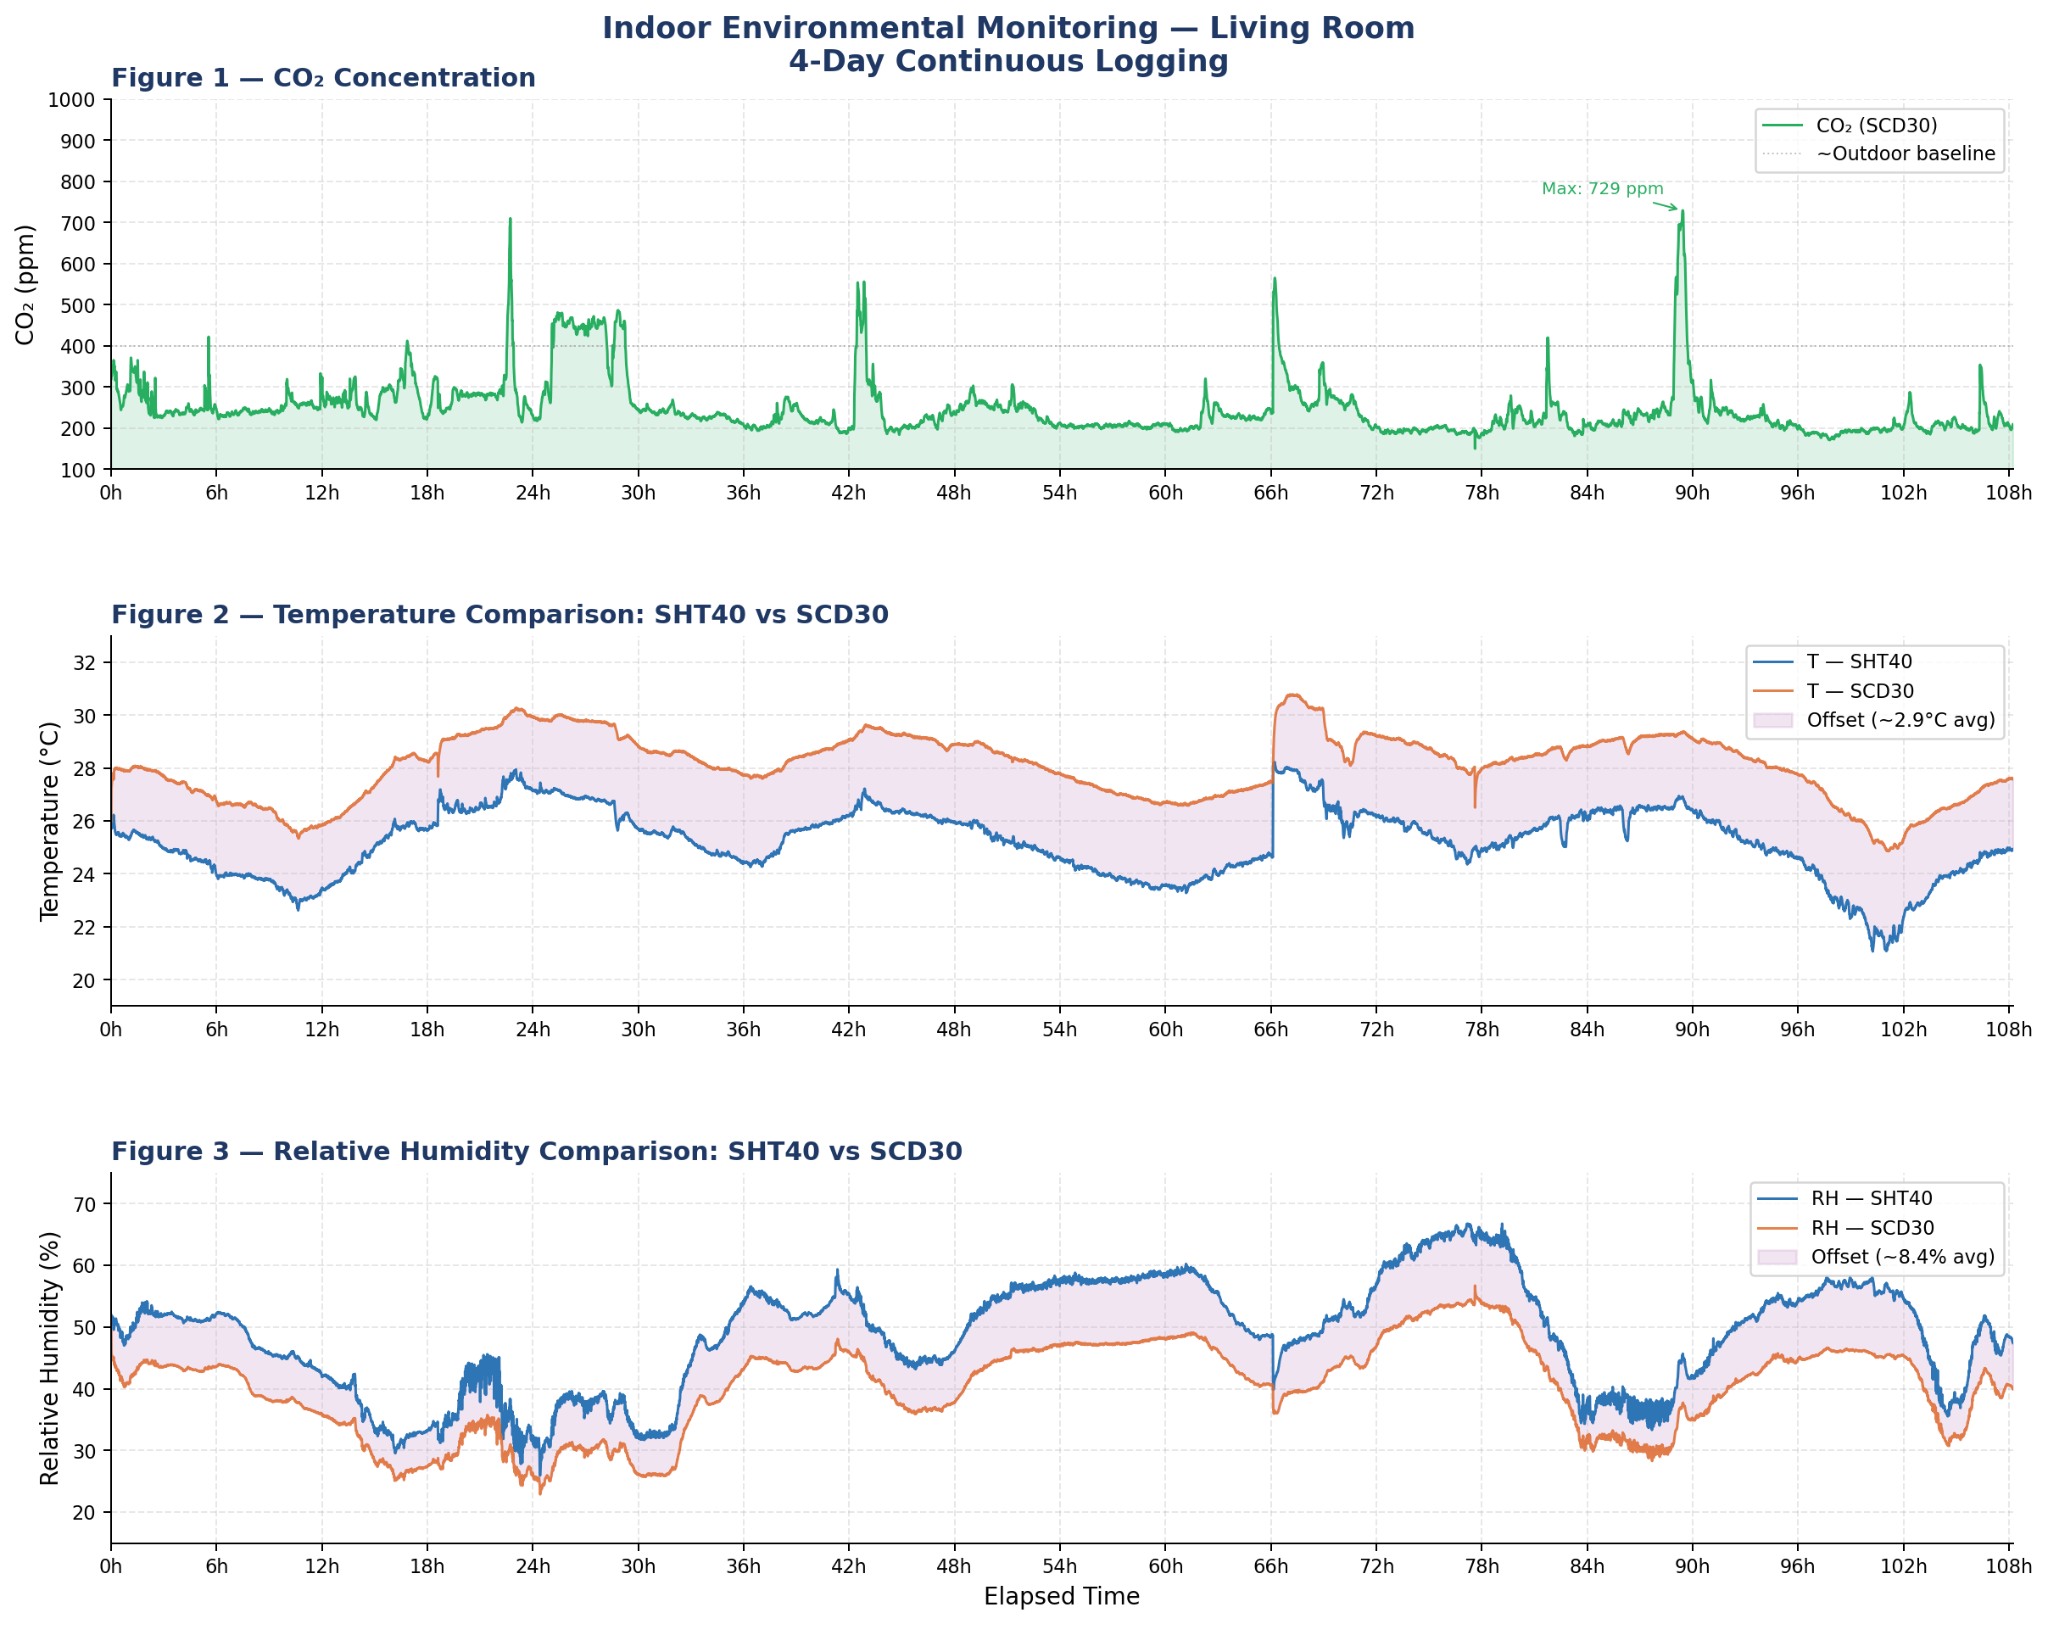 Indoor Environmental Monitoring — Living Room
4-Day Continuous Logging
Figure 1 — CO₂ Concentration
CO₂ (ppm)
1000
900
800
700
600
500
400
300
200
100
CO₂ (SCD30)
~Outdoor baseline
Max: 729 ppm
0h 6h 12h 18h 24h 30h 36h 42h 48h 54h 60h 66h 72h 78h 84h 90h 96h 102h 108h
Figure 2 — Temperature Comparison: SHT40 vs SCD30
Temperature (°C)
32
30
28
26
24
22
20
T — SHT40
T — SCD30
Offset (~2.9°C avg)
0h 6h 12h 18h 24h 30h 36h 42h 48h 54h 60h 66h 72h 78h 84h 90h 96h 102h 108h
Figure 3 — Relative Humidity Comparison: SHT40 vs SCD30
Relative Humidity (%)
70
60
50
40
30
20
RH — SHT40
RH — SCD30
Offset (~8.4% avg)
0h 6h 12h 18h 24h 30h 36h 42h 48h 54h 60h 66h 72h 78h 84h 90h 96h 102h 108h
Elapsed Time